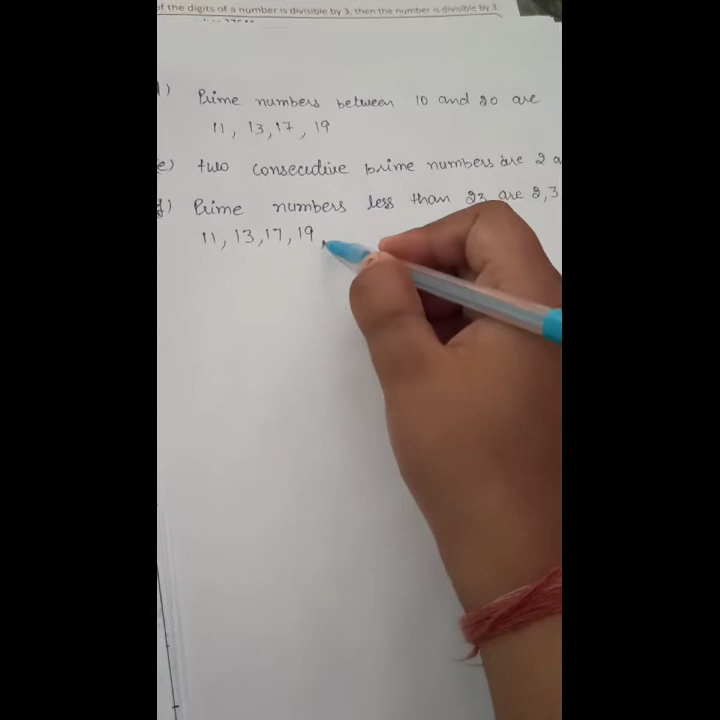 of the digits of a number is divisible by 3, then the number is divisible by 3
) Prime numbers between 10 and 20 are
11, 13, 17, 19
e) two consecutive prime numbers are 2 a
f) Prime numbers less than 23 are 2, 3
11, 13, 17, 19,